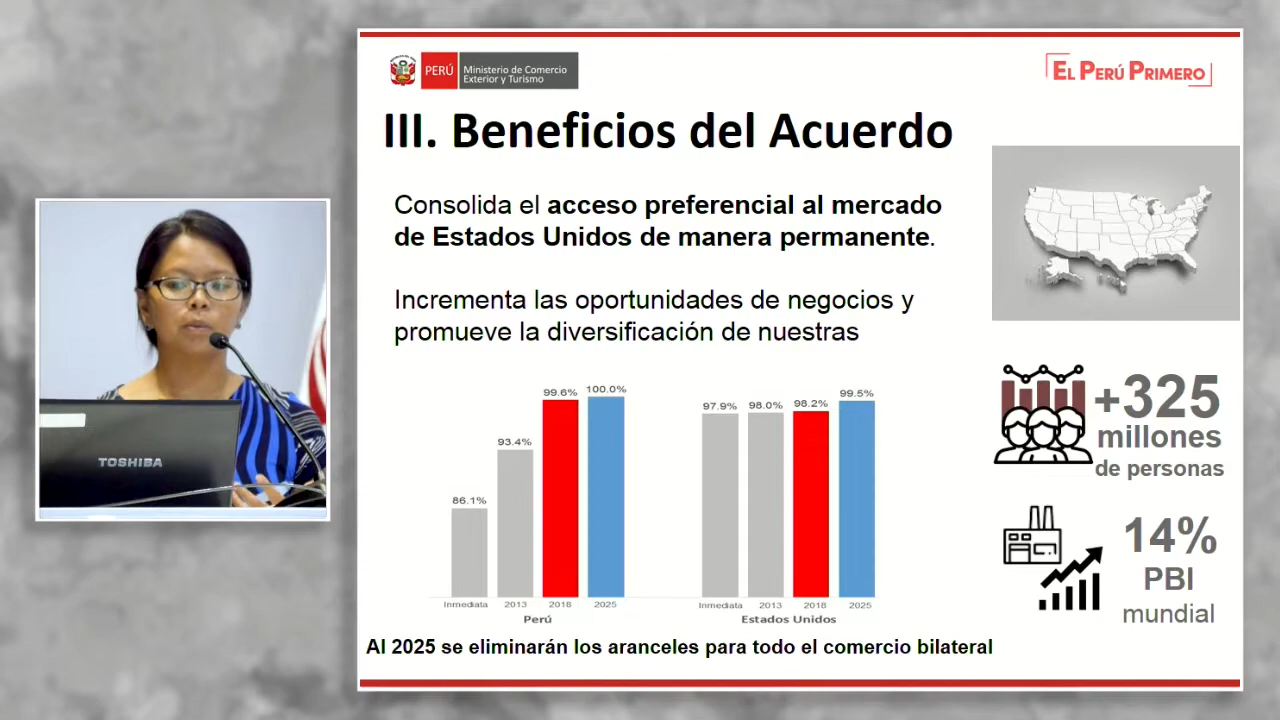 PERÚ
Ministerio de Comercio
Exterior y Turismo
EL PERÚ PRIMERO
III. Beneficios del Acuerdo
Consolida el acceso preferencial al mercado
de Estados Unidos de manera permanente.
Incrementa las oportunidades de negocios y
promueve la diversificación de nuestras
86.1%
93.4%
99.6%
100.0%
Inmediata 2013 2018 2025
Perú
97.9%
98.0%
98.2%
99.5%
Inmediata 2013 2018 2025
Estados Unidos
Al 2025 se eliminarán los aranceles para todo el comercio bilateral
+325
millones
de personas
14%
PBI
mundial
TOSHIBA